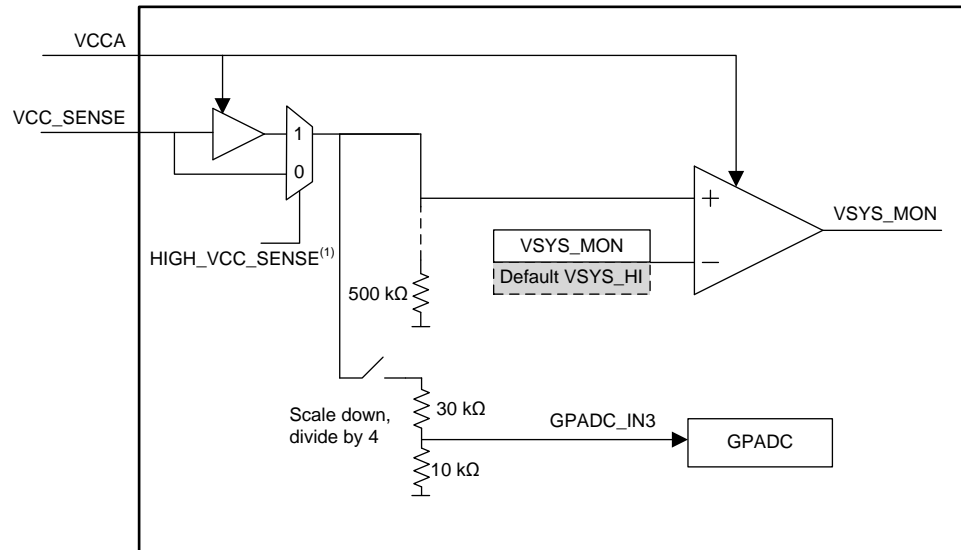 VCCA
VCC_SENSE
1
0
HIGH_VCC_SENSE(1)
500 kΩ
+
−
VSYS_MON
Default VSYS_HI
VSYS_MON
Scale down,
divide by 4
30 kΩ
10 kΩ
GPADC_IN3
GPADC